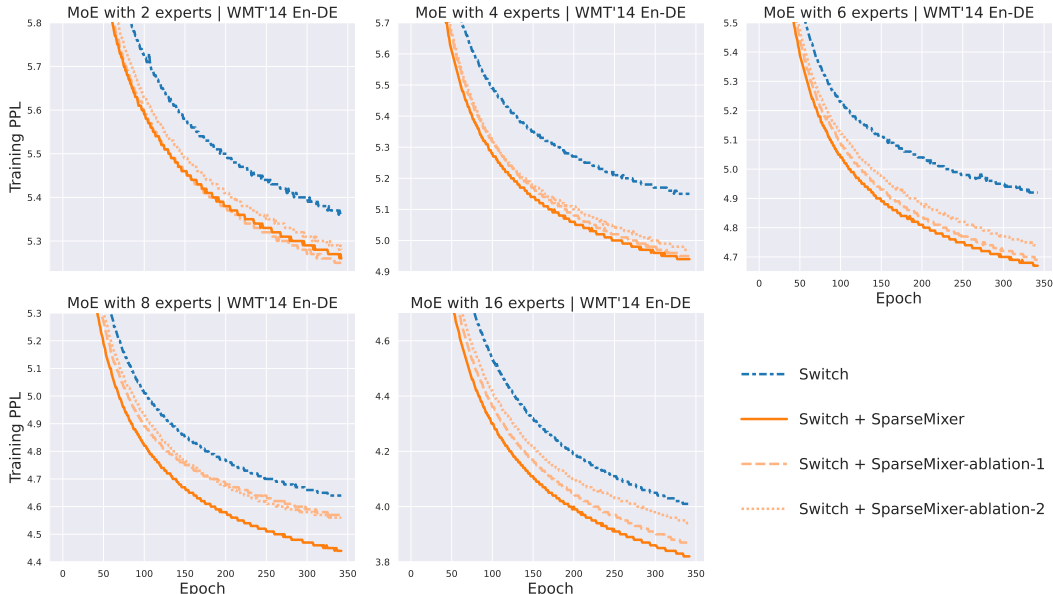 MoE with 2 experts | WMT'14 En-DE
MoE with 4 experts | WMT'14 En-DE
MoE with 6 experts | WMT'14 En-DE
Training PPL
5.8
5.7
5.6
5.5
5.4
5.3
5.7
5.6
5.5
5.4
5.3
5.2
5.1
5.0
4.9
5.5
5.4
5.3
5.2
5.1
5.0
4.9
4.8
4.7
0 50 100 150 200 250 300 350
Epoch
MoE with 8 experts | WMT'14 En-DE
MoE with 16 experts | WMT'14 En-DE
Training PPL
5.3
5.2
5.1
5.0
4.9
4.8
4.7
4.6
4.5
4.4
0 50 100 150 200 250 300 350
Epoch
4.6
4.4
4.2
4.0
3.8
0 50 100 150 200 250 300 350
Epoch
Switch
Switch + SparseMixer
Switch + SparseMixer-ablation-1
Switch + SparseMixer-ablation-2